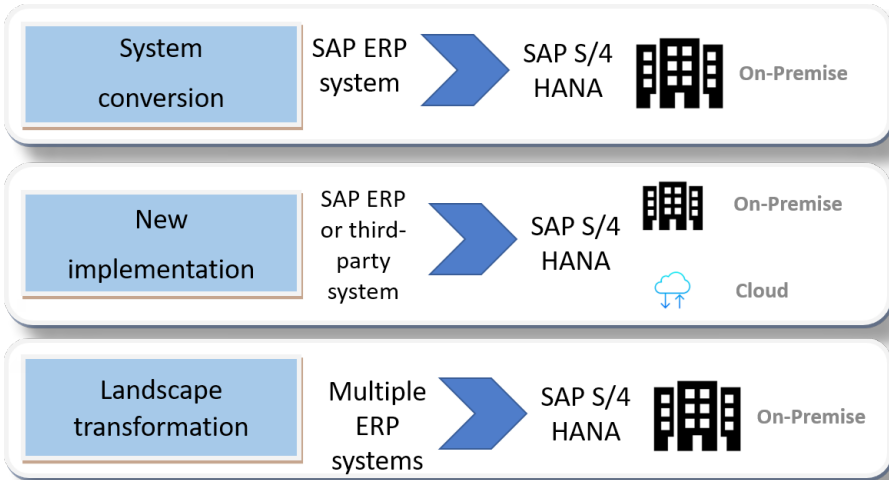 System
conversion
SAP ERP
system
SAP S/4
HANA
On-Premise
New
implementation
SAP ERP
or third-
party
system
SAP S/4
HANA
On-Premise
Cloud
Landscape
transformation
Multiple
ERP
systems
SAP S/4
HANA
On-Premise